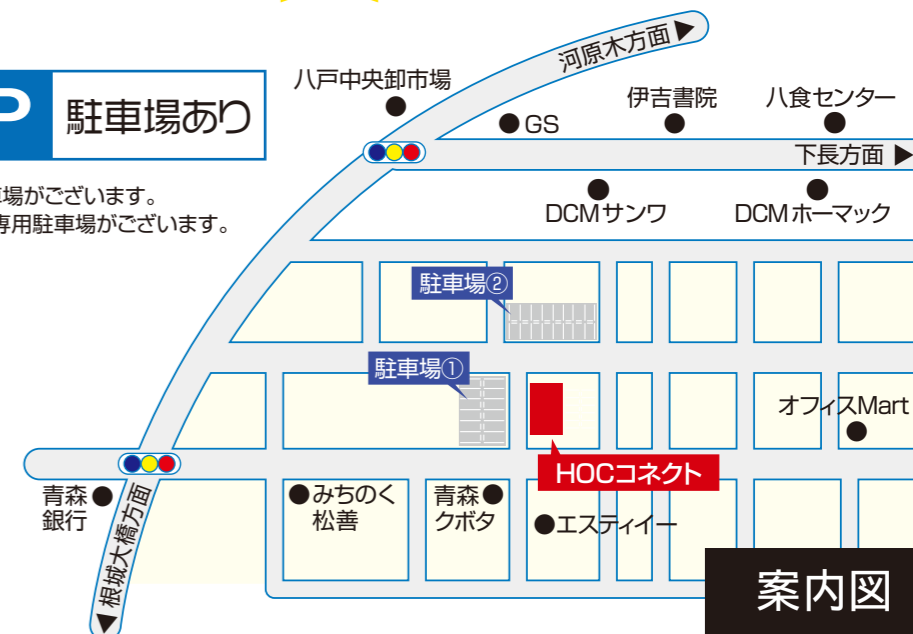 河原木方面▶
八戸中央卸市場
P
駐車場あり
●GS
伊吉書院
八食センター
下長方面 ▶
車場がございます。
専用駐車場がございます。
DCMサンワ
DCMホーマック
駐車場②
駐車場①
オフィスMart
HOCコネクト
青森
銀行
◀根城大橋方面
●みちのく
松善
青森●
クボタ
●エスティイー
案内図